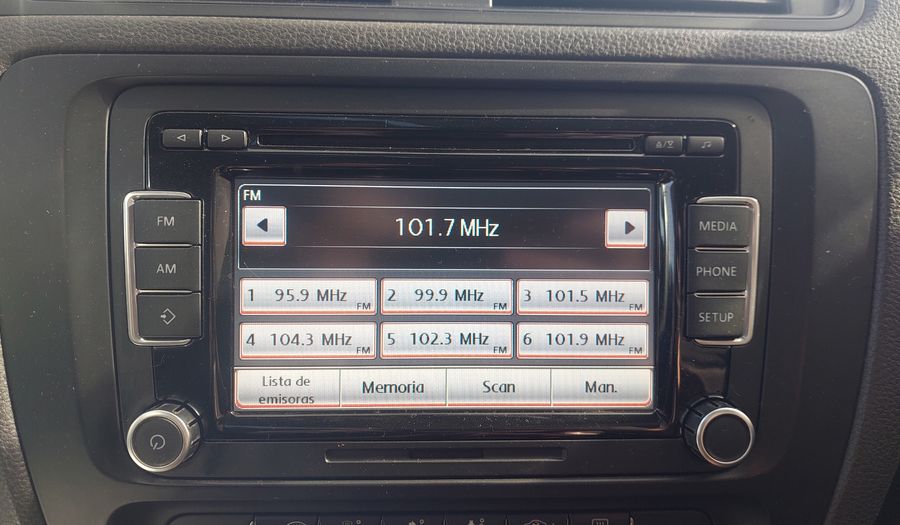 FM
101.7 MHz
FM
AM
MEDIA
PHONE
SETUP
1 95.9 MHz FM
2 99.9 MHz FM
3 101.5 MHz FM
4 104.3 MHz FM
5 102.3 MHz FM
6 101.9 MHz FM
Lista de
emisoras
Memoria
Scan
Man.